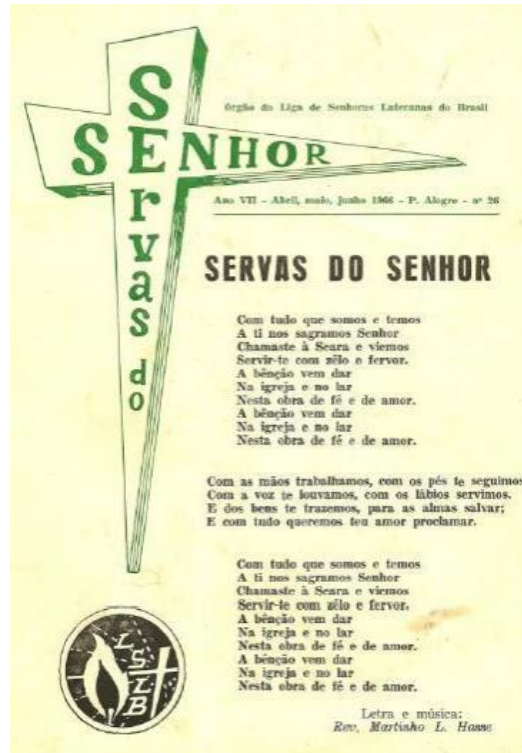 SERVAS do
SENHOR
órgão da Liga de Senhoras Luteranas do Brasil
Ano VII - Abril, maio, junho 1966 - P. Alegre - nº 26
SERVAS DO SENHOR
Com tudo que somos e temos
A ti nos sagramos Senhor
Chamaste à Seara e viemos
Servir-te com zêlo e fervor.
A bênção vem dar
Na igreja e no lar
Nesta obra de fé e de amor.
A bênção vem dar
Na igreja e no lar
Nesta obra de fé e de amor.
Com as mãos trabalhamos, com os pés te seguimos
Com a voz te louvamos, com os lábios servimos.
E dos bens te trazemos, para as almas salvar;
E com tudo queremos teu amor proclamar.
Com tudo que somos e temos
A ti nos sagramos Senhor
Chamaste à Seara e viemos
Servir-te com zêlo e fervor.
A bênção vem dar
Na igreja e no lar
Nesta obra de fé e de amor.
A bênção vem dar
Na igreja e no lar
Nesta obra de fé e de amor.
LSLB
Letra e música:
Rev. Martinho L. Hasse